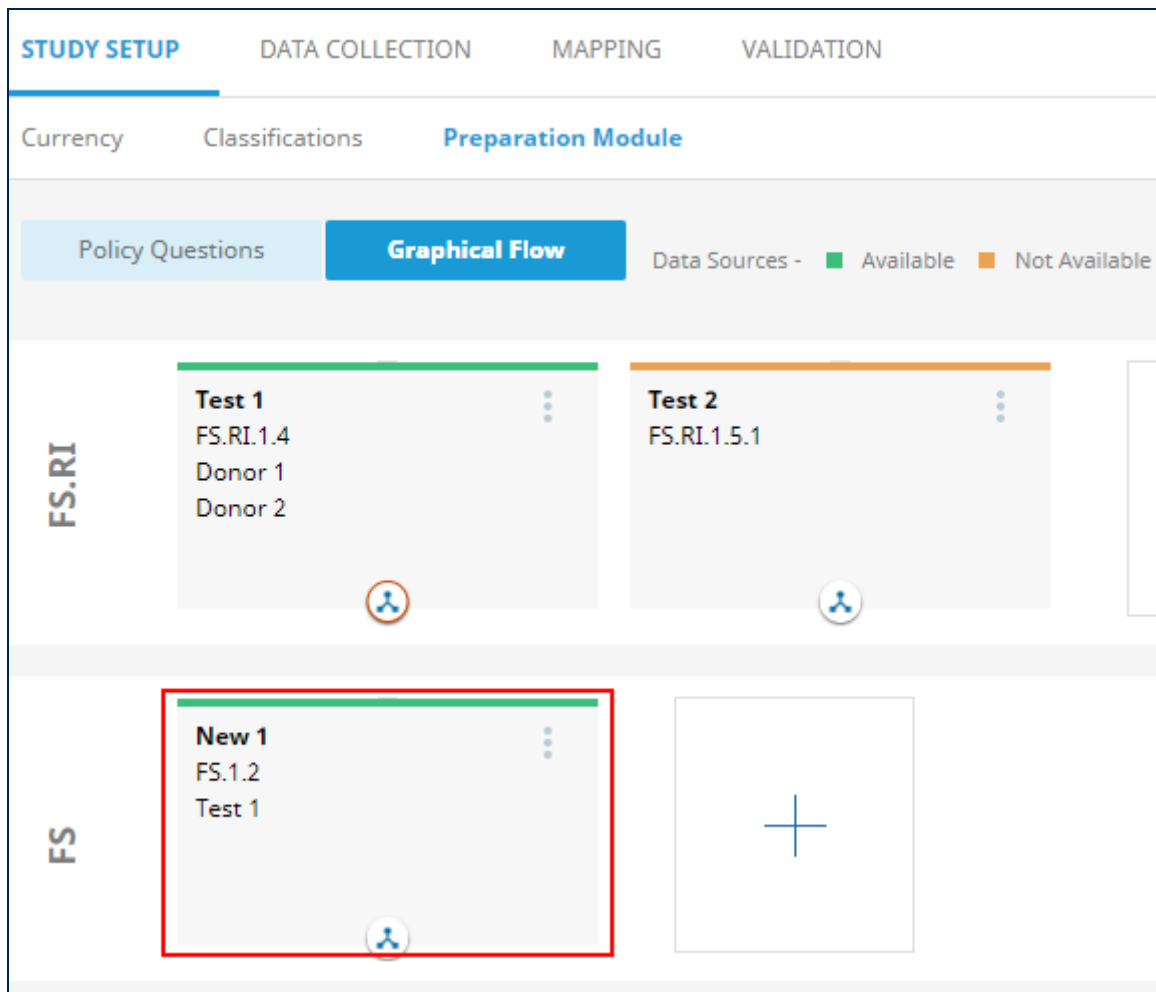 STUDY SETUP DATA COLLECTION MAPPING VALIDATION
Currency Classifications Preparation Module
Policy Questions Graphical Flow Data Sources - Available Not Available
FS.RI
Test 1
FS.RI.1.4
Donor 1
Donor 2
Test 2
FS.RI.1.5.1
FS
New 1
FS.1.2
Test 1